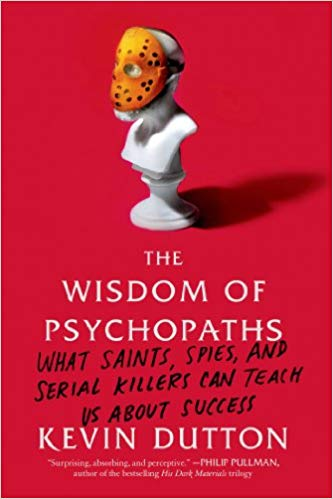 THE
WISDOM OF
PSYCHOPATHS
WHAT SAINTS, SPIES, AND
SERIAL KILLERS CAN TEACH
US ABOUT SUCCESS
KEVIN DUTTON
"Surprising, absorbing, and perceptive." —PHILIP PULLMAN,
author of the bestselling His Dark Materials trilogy